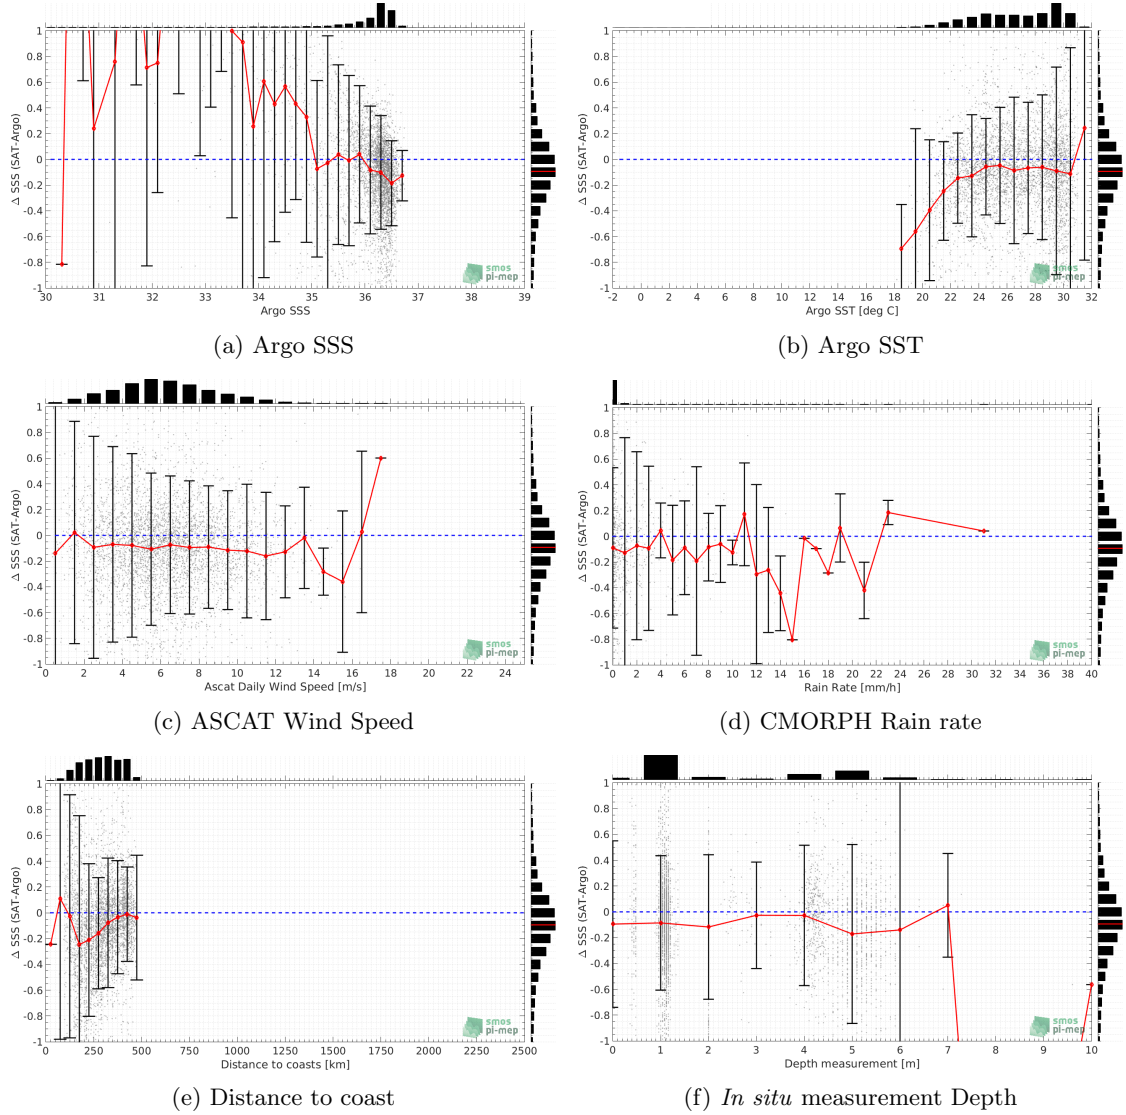 1
0.8
0.6
0.4
0.2
0
-0.2
-0.4
-0.6
-0.8
-1
Δ SSS (SAT-Argo)
30 31 32 33 34 35 36 37 38 39
Argo SSS
smos
pi-mep
(a) Argo SSS
1
0.8
0.6
0.4
0.2
0
-0.2
-0.4
-0.6
-0.8
-1
Δ SSS (SAT-Argo)
-2 0 2 4 6 8 10 12 14 16 18 20 22 24 26 28 30 32
Argo SST [deg C]
smos
pi-mep
(b) Argo SST
1
0.8
0.6
0.4
0.2
0
-0.2
-0.4
-0.6
-0.8
-1
Δ SSS (SAT-Argo)
0 2 4 6 8 10 12 14 16 18 20 22 24
Ascat Daily Wind Speed [m/s]
smos
pi-mep
(c) ASCAT Wind Speed
1
0.8
0.6
0.4
0.2
0
-0.2
-0.4
-0.6
-0.8
-1
Δ SSS (SAT-Argo)
0 2 4 6 8 10 12 14 16 18 20 22 24 26 28 30 32 34 36 38 40
Rain Rate [mm/h]
smos
pi-mep
(d) CMORPH Rain rate
1
0.8
0.6
0.4
0.2
0
-0.2
-0.4
-0.6
-0.8
-1
Δ SSS (SAT-Argo)
0 250 500 750 1000 1250 1500 1750 2000 2250 2500
Distance to coasts [km]
smos
pi-mep
(e) Distance to coast
1
0.8
0.6
0.4
0.2
0
-0.2
-0.4
-0.6
-0.8
-1
Δ SSS (SAT-Argo)
0 1 2 3 4 5 6 7 8 9 10
Depth measurement [m]
smos
pi-mep
(f) In situ measurement Depth